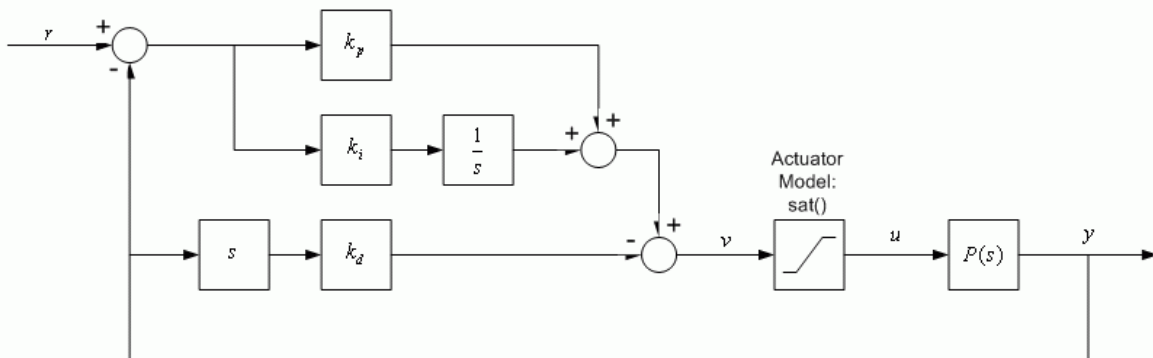 r
+
-
k_p
+
+
k_i
1/s
Actuator
Model:
sat()
-
+
s
k_d
v
u
P(s)
y